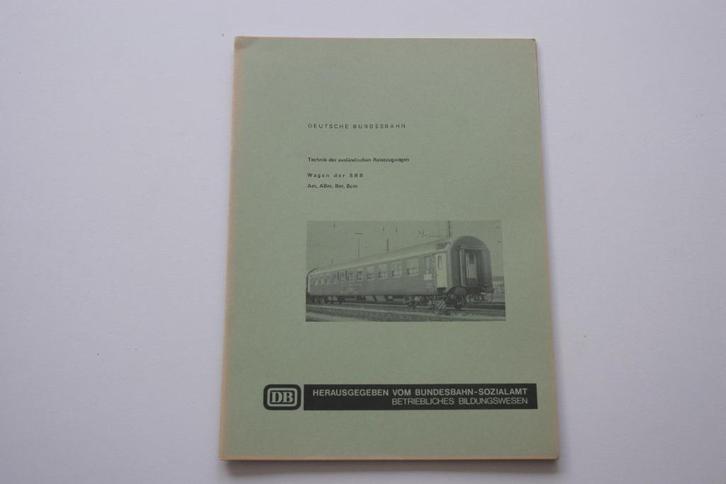 DEUTSCHE BUNDESBAHN
Technik der ausländischen Reisezugwagen
Wagen der SBB
Am, ABm, Bm, Bcm
DB
HERAUSGEGEBEN VOM BUNDESBAHN-SOZIALAMT
BETRIEBLICHES BILDUNGSWESEN